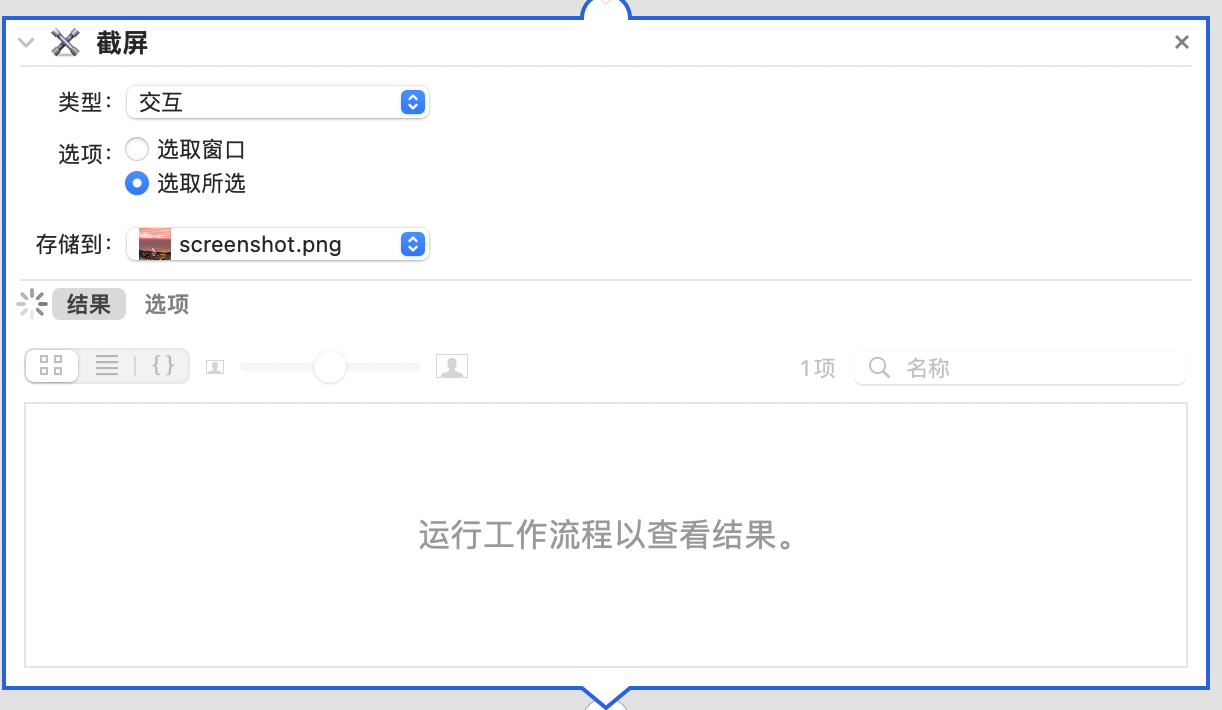 截屏
类型： 交互
选项： 选取窗口
选取所选
存储到： screenshot.png
结果 选项
1项 名称
运行工作流程以查看结果。